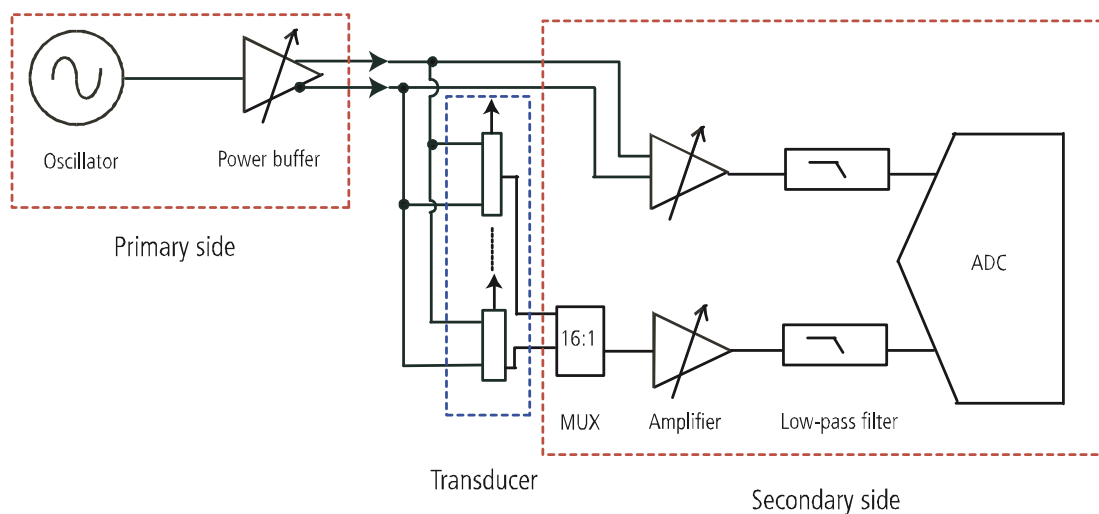 Oscillator
Power buffer
Primary side
ADC
16:1
MUX
Amplifier
Low-pass filter
Transducer
Secondary side